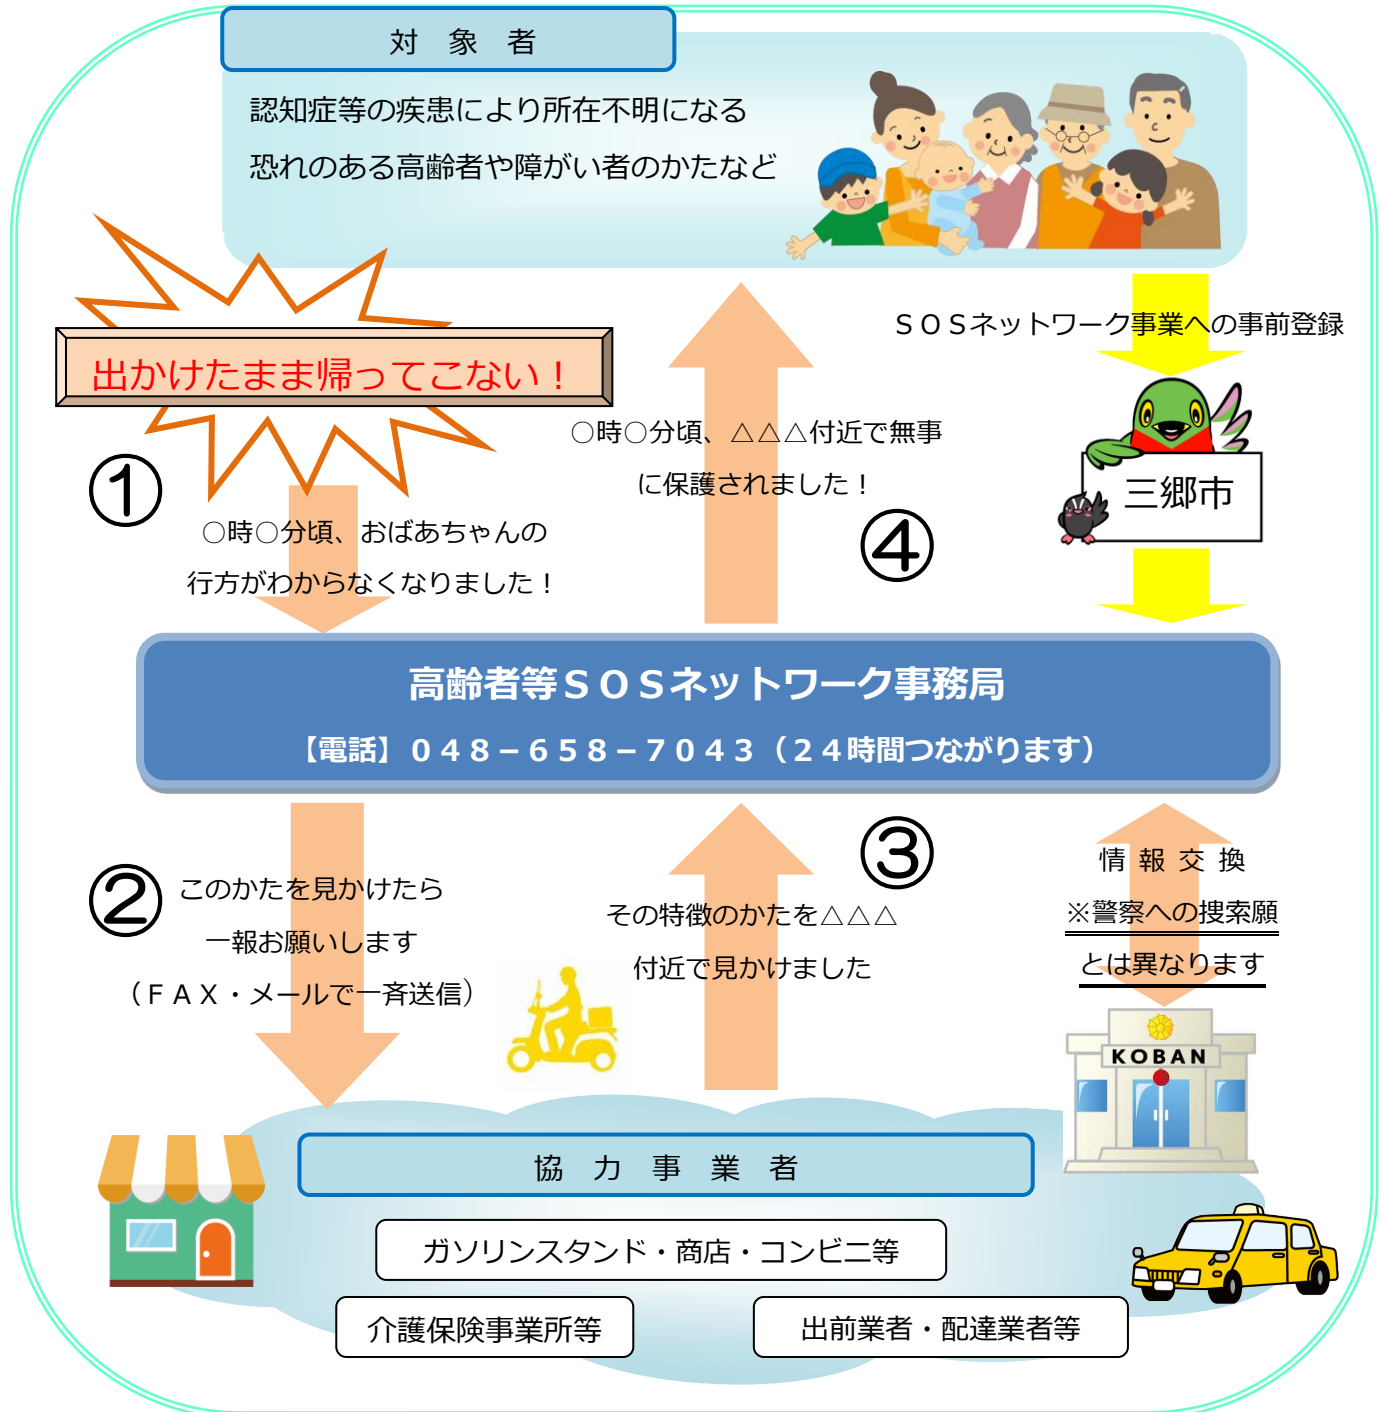 対　象　者
認知症等の疾患により所在不明になる
恐れのある高齢者や障がい者のかたなど
ＳＯＳネットワーク事業への事前登録
出かけたまま帰ってこない！
三郷市
①
○時○分頃、おばあちゃんの
行方がわからなくなりました！
○時○分頃、△△△付近で無事
に保護されました！
④
高齢者等ＳＯＳネットワーク事務局
【電話】０４８－６５８－７０４３（２４時間つながります）
②
このかたを見かけたら
一報お願いします
（ＦＡＸ・メールで一斉送信）
③
その特徴のかたを△△△
付近で見かけました
情 報 交 換
※警察への捜索願
とは異なります
KOBAN
協　力　事　業　者
ガソリンスタンド・商店・コンビニ等
介護保険事業所等
出前業者・配達業者等